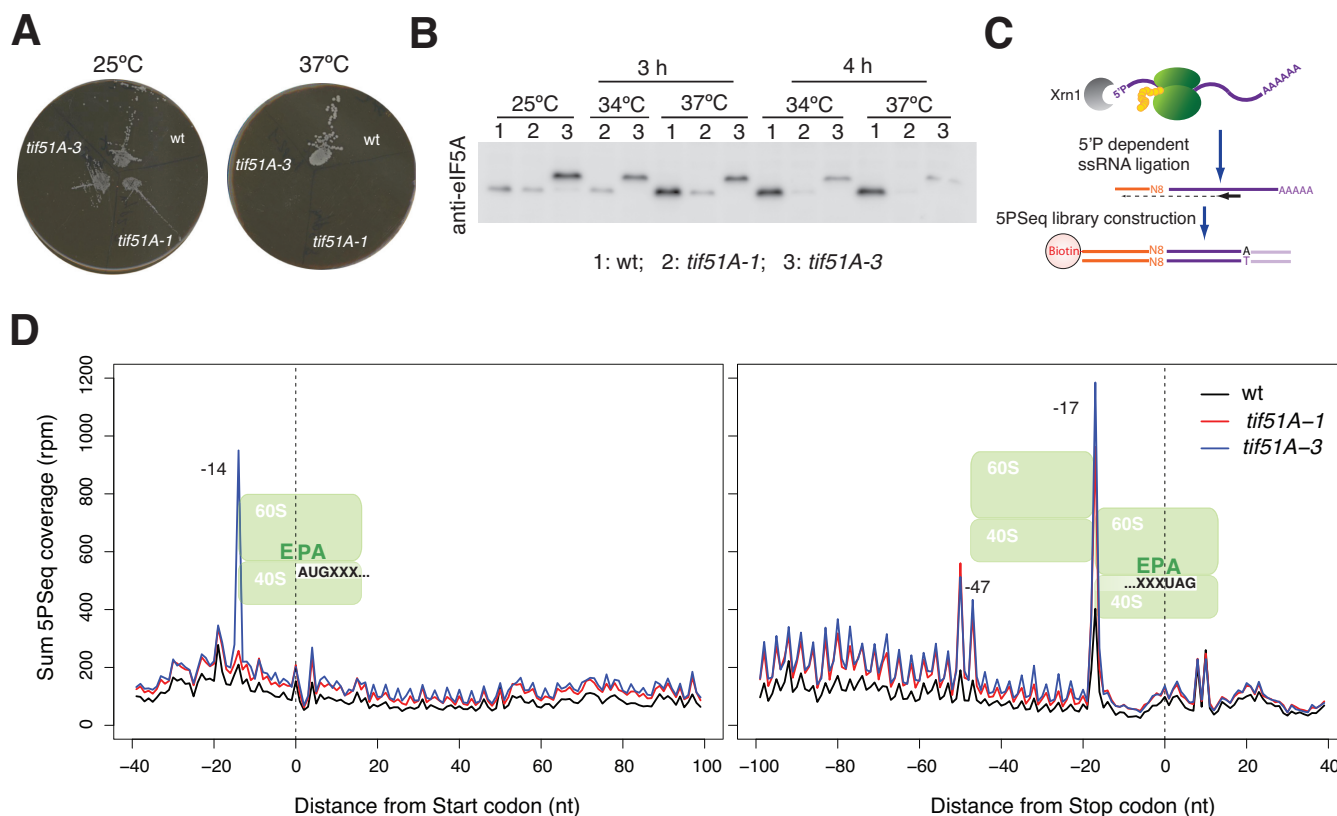 A
25ºC
37ºC
wt
tif51A-3
tif51A-1
wt
tif51A-3
tif51A-1
B
3 h
4 h
25ºC
34ºC
37ºC
34ºC
37ºC
1 2 3 2 3 1 2 3 1 2 3 1 2 3
anti-eIF5A
1: wt; 2: tif51A-1; 3: tif51A-3
C
Xrn1
5'P
AAAAA
5'P dependent
ssRNA ligation
N8
AAAAA
5PSeq library construction
Biotin
N8
N8
A
T
D
Sum 5PSeq coverage (rpm)
0
200
400
600
800
1000
1200
-14
60S
EPA
40S
AUGXXX...
−40 −20 0 20 40 60 80 100
Distance from Start codon (nt)
-17
-47
60S
40S
60S
EPA
...XXXUAG
40S
wt
tif51A−1
tif51A−3
−100 −80 −60 −40 −20 0 20 40
Distance from Stop codon (nt)